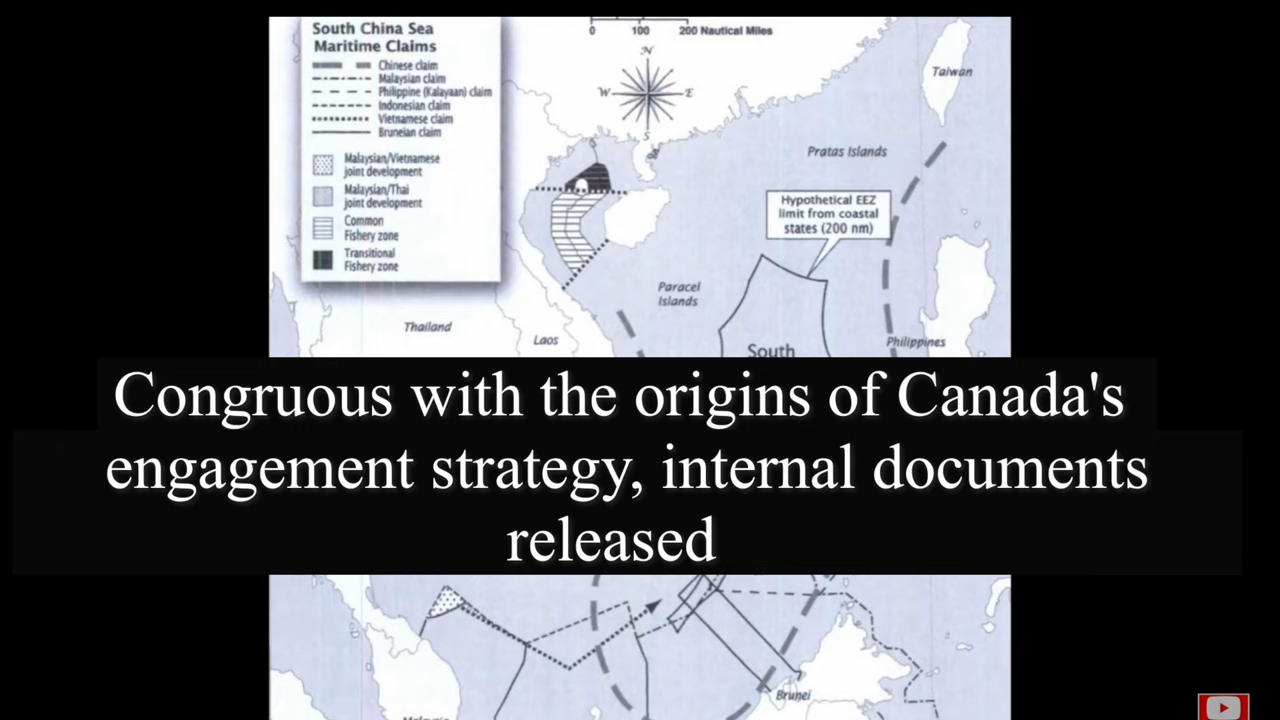 South China Sea
Maritime Claims
Chinese claim
Malaysian claim
Philippine (Kalayaan) claim
Indonesian claim
Vietnamese claim
Bruneian claim
Malaysian/Vietnamese
joint development
Malaysian/Thai
joint development
Common
Fishery zone
Transitional
Fishery zone
0 100 200 Nautical Miles
N
W E
S
Taiwan
Pratas Islands
Hypothetical EEZ
limit from coastal
states (200 nm)
Paracel
Islands
Thailand
Laos
Philippines
South
Congruous with the origins of Canada's
engagement strategy, internal documents
released
Brunei